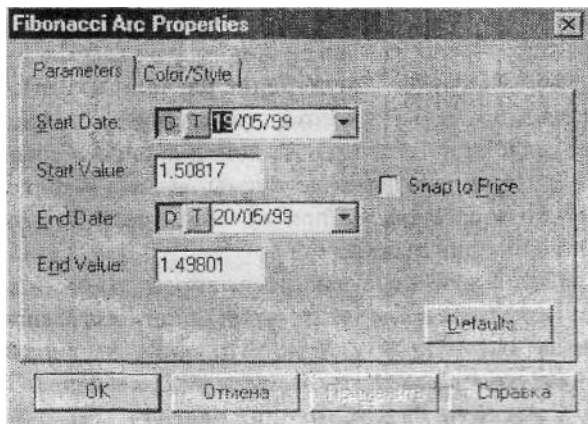 Fibonacci Arc Properties
Parameters Color/Style
Start Date: D T 19/05/99
Start Value: 1.50817
Snap to Price
End Date: D T 20/05/99
End Value: 1.49801
Defaults...
OK Отмена Справка